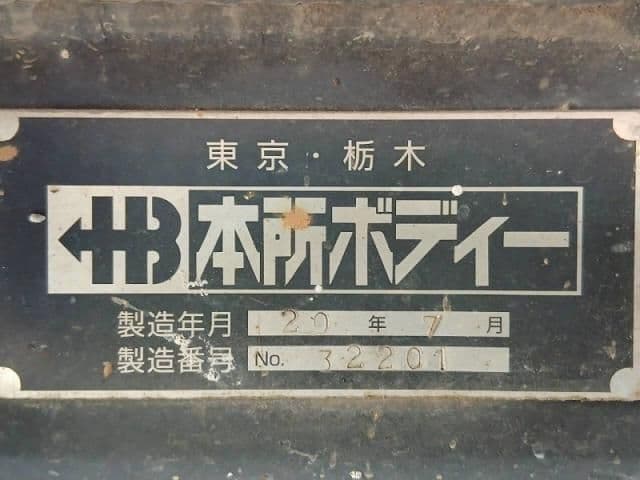 東京・栃木
HB 本所ボディー
製造年月 20 年 7 月
製造番号 No. 32201